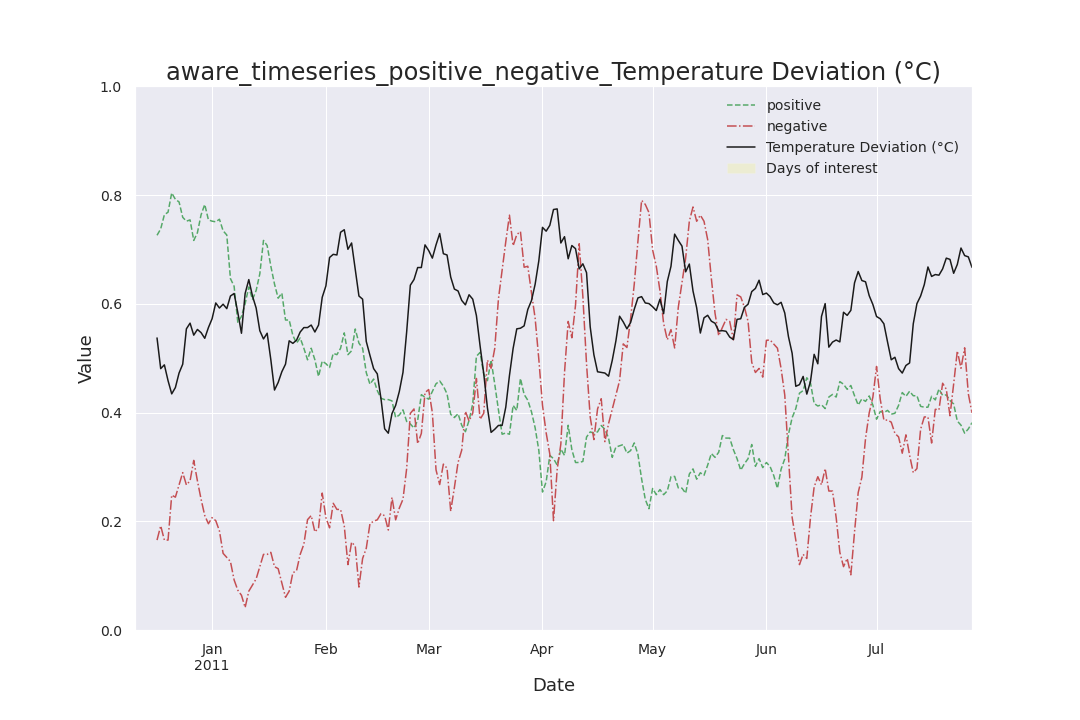 aware_timeseries_positive_negative_Temperature Deviation (°C)
1.0
0.8
0.6
0.4
0.2
0.0
Value
positive
negative
Temperature Deviation (°C)
Days of interest
Jan Feb Mar Apr May Jun Jul
2011
Date